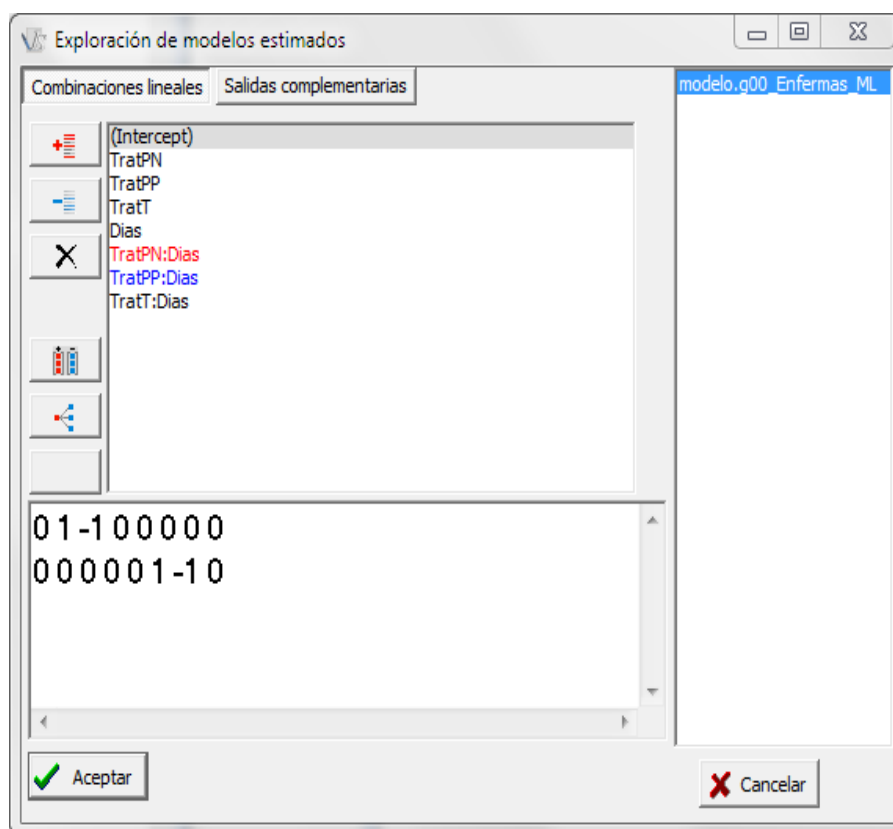 Exploración de modelos estimados
Combinaciones lineales
Salidas complementarias
modelo.g00_Enfermas_ML
(Intercept)
TratPN
TratPP
TratT
Dias
TratPN:Dias
TratPP:Dias
TratT:Dias
0 1 -1 0 0 0 0 0
0 0 0 0 0 1 -1 0
Aceptar
Cancelar